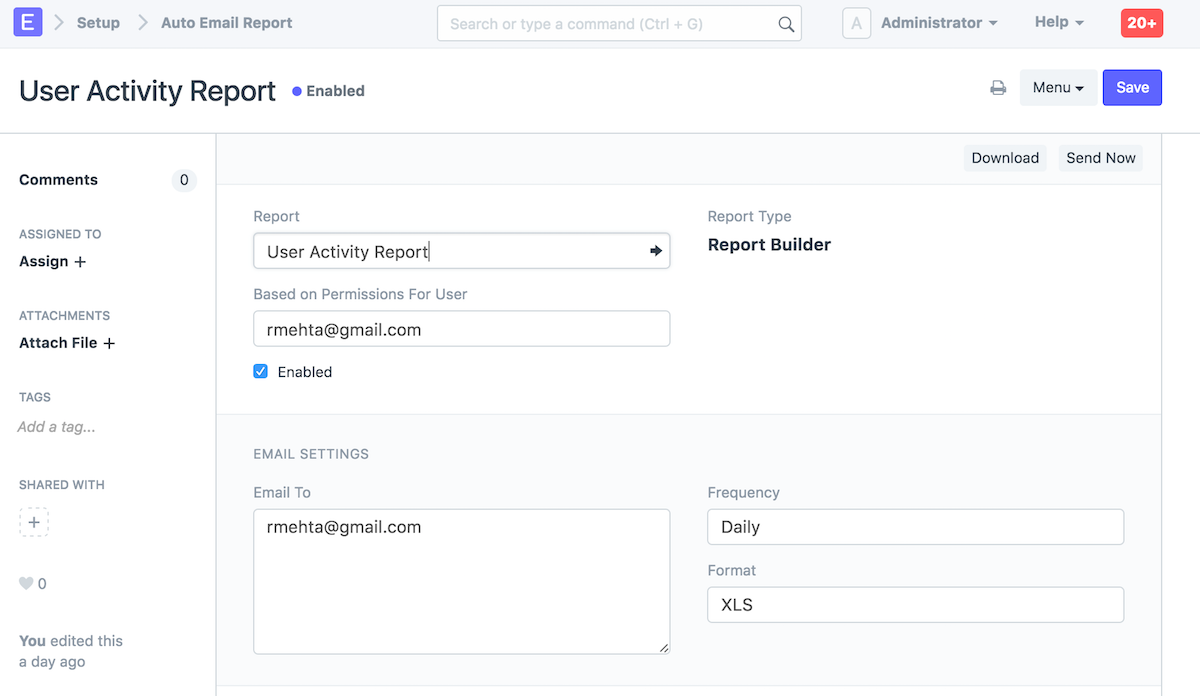 E Setup Auto Email Report Search or type a command (Ctrl + G) A Administrator Help 20+
User Activity Report Enabled Menu Save
Download Send Now
Comments 0
ASSIGNED TO
Assign +
ATTACHMENTS
Attach File +
TAGS
Add a tag...
SHARED WITH
+
0
You edited this
a day ago
Report
User Activity Report
Based on Permissions For User
rmehta@gmail.com
Enabled
Report Type
Report Builder
EMAIL SETTINGS
Email To
rmehta@gmail.com
Frequency
Daily
Format
XLS